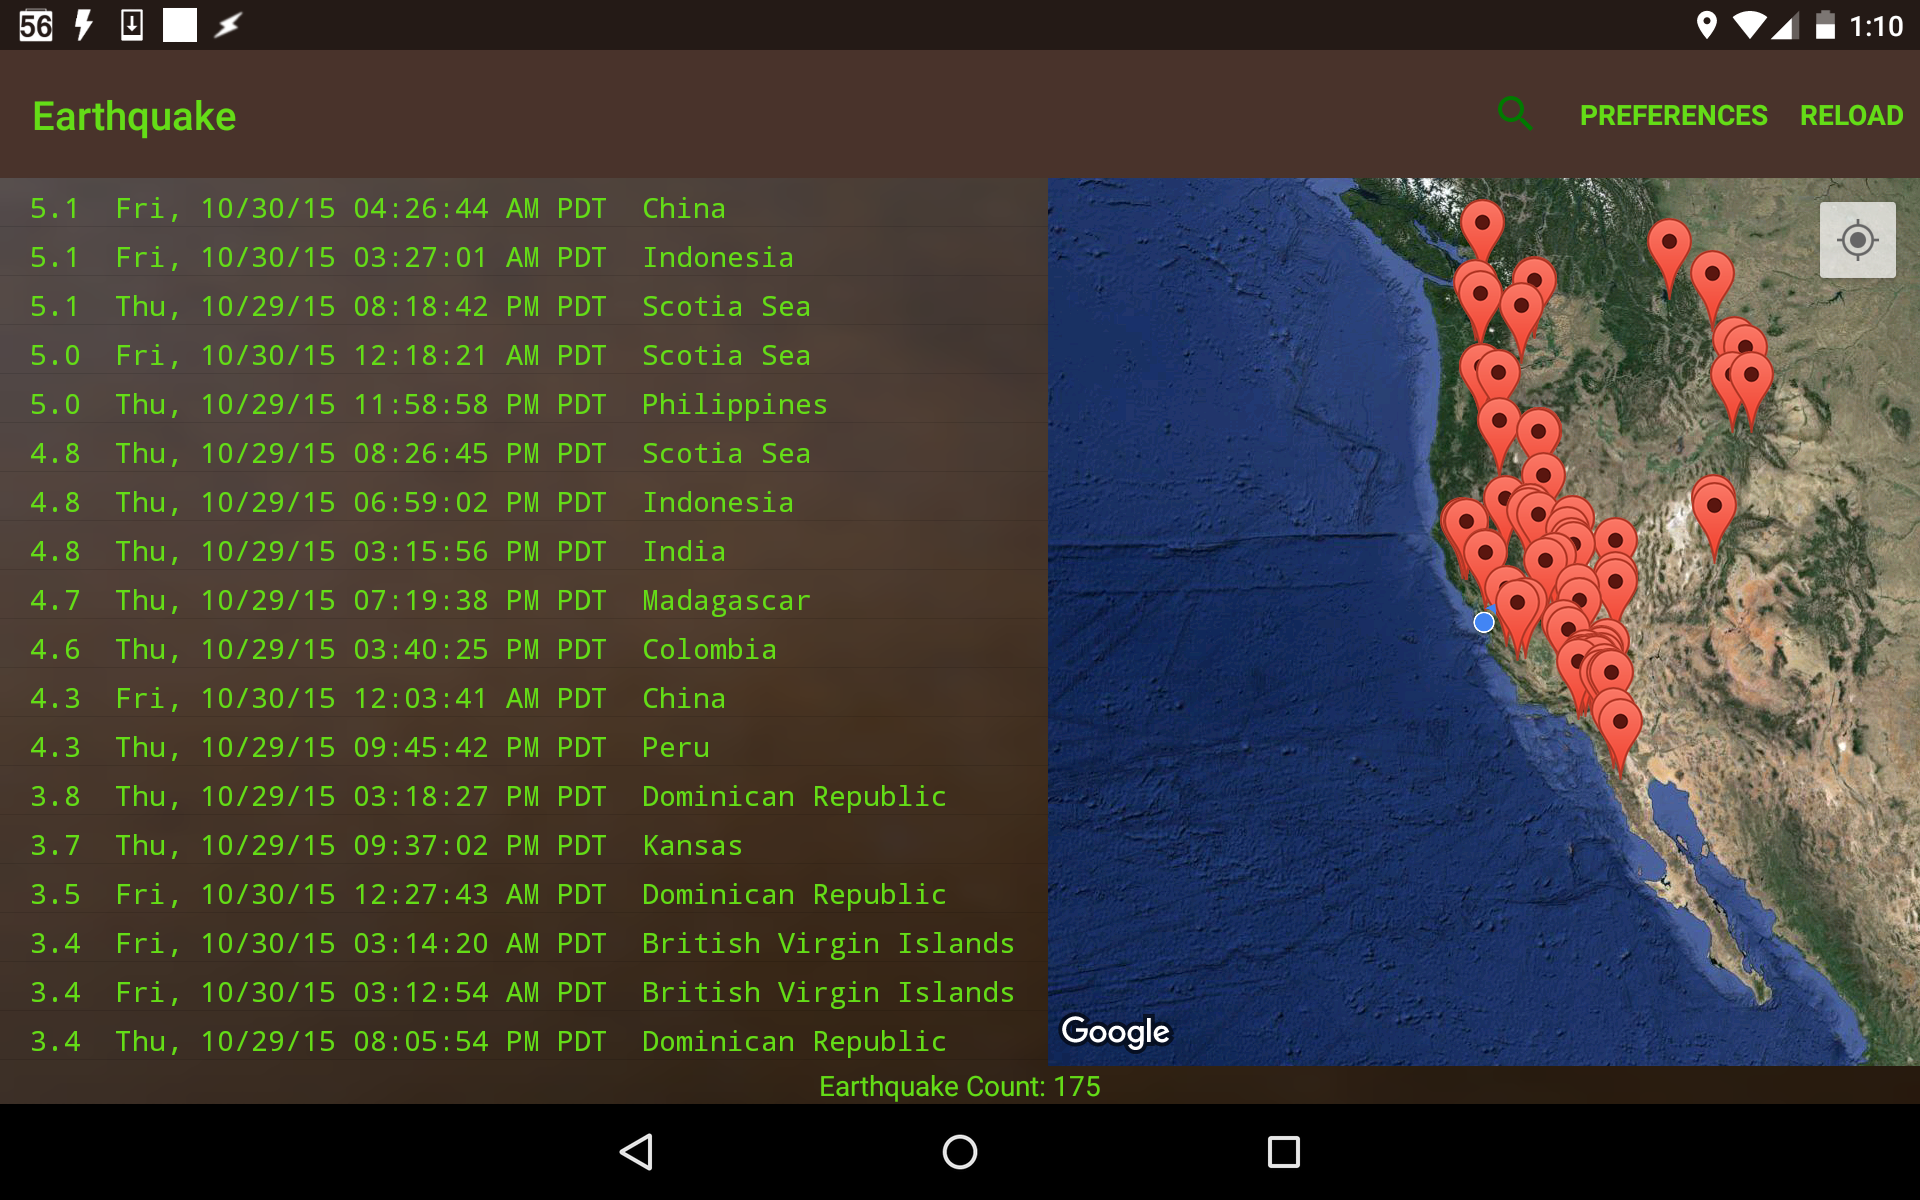 56
1:10
Earthquake
PREFERENCES RELOAD
5.1 Fri, 10/30/15 04:26:44 AM PDT China
5.1 Fri, 10/30/15 03:27:01 AM PDT Indonesia
5.1 Thu, 10/29/15 08:18:42 PM PDT Scotia Sea
5.0 Fri, 10/30/15 12:18:21 AM PDT Scotia Sea
5.0 Thu, 10/29/15 11:58:58 PM PDT Philippines
4.8 Thu, 10/29/15 08:26:45 PM PDT Scotia Sea
4.8 Thu, 10/29/15 06:59:02 PM PDT Indonesia
4.8 Thu, 10/29/15 03:15:56 PM PDT India
4.7 Thu, 10/29/15 07:19:38 PM PDT Madagascar
4.6 Thu, 10/29/15 03:40:25 PM PDT Colombia
4.3 Fri, 10/30/15 12:03:41 AM PDT China
4.3 Thu, 10/29/15 09:45:42 PM PDT Peru
3.8 Thu, 10/29/15 03:18:27 PM PDT Dominican Republic
3.7 Thu, 10/29/15 09:37:02 PM PDT Kansas
3.5 Fri, 10/30/15 12:27:43 AM PDT Dominican Republic
3.4 Fri, 10/30/15 03:14:20 AM PDT British Virgin Islands
3.4 Fri, 10/30/15 03:12:54 AM PDT British Virgin Islands
3.4 Thu, 10/29/15 08:05:54 PM PDT Dominican Republic
Google
Earthquake Count: 175